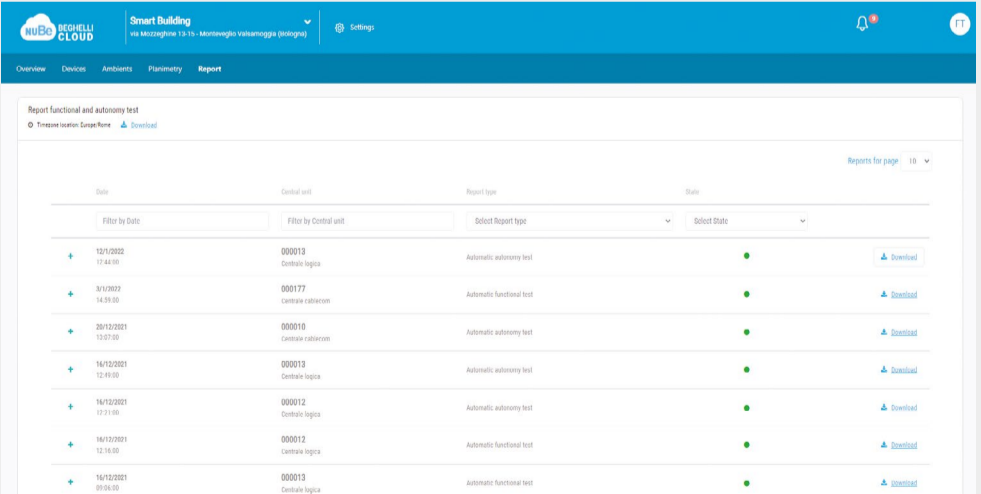 nuBe BEGHELLI CLOUD
Smart Building
via Mozzeghine 13-15 - Monteveglio Valsamoggia (Bologna)
Settings
8
FT
Overview Devices Ambients Planimetry Report
Report functional and autonomy test
Timezone location: Europe/Rome Download
Reports for page 10
Date Central unit Report type State
Filter by Date Filter by Central unit Select Report type Select State
+ 12/1/2022 000013 Automatic autonomy test Download
12:44:00 Centrale logica
+ 3/1/2022 000177 Automatic functional test Download
14:59:00 Centrale cablecom
+ 20/12/2021 000010 Automatic autonomy test Download
13:07:00 Centrale cablecom
+ 16/12/2021 000013 Automatic autonomy test Download
12:49:00 Centrale logica
+ 16/12/2021 000012 Automatic autonomy test Download
12:21:00 Centrale logica
+ 16/12/2021 000012 Automatic functional test Download
12:16:00 Centrale logica
+ 16/12/2021 000013 Automatic functional test Download
09:06:00 Centrale logica